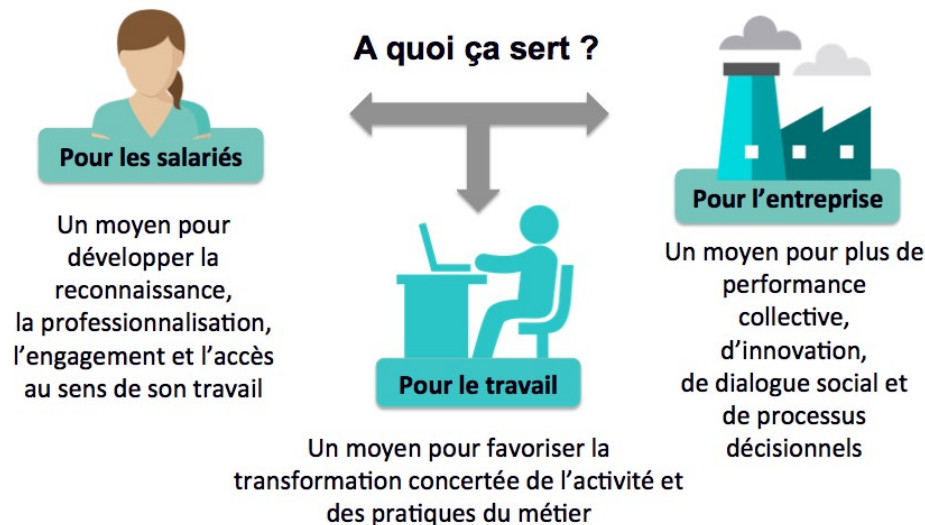 A quoi ça sert ?
Pour les salariés
Un moyen pour
développer la
reconnaissance,
la professionnalisation,
l'engagement et l'accès
au sens de son travail
Pour le travail
Un moyen pour favoriser la
transformation concertée de l'activité et
des pratiques du métier
Pour l'entreprise
Un moyen pour plus de
performance
collective,
d'innovation,
de dialogue social et
de processus
décisionnels